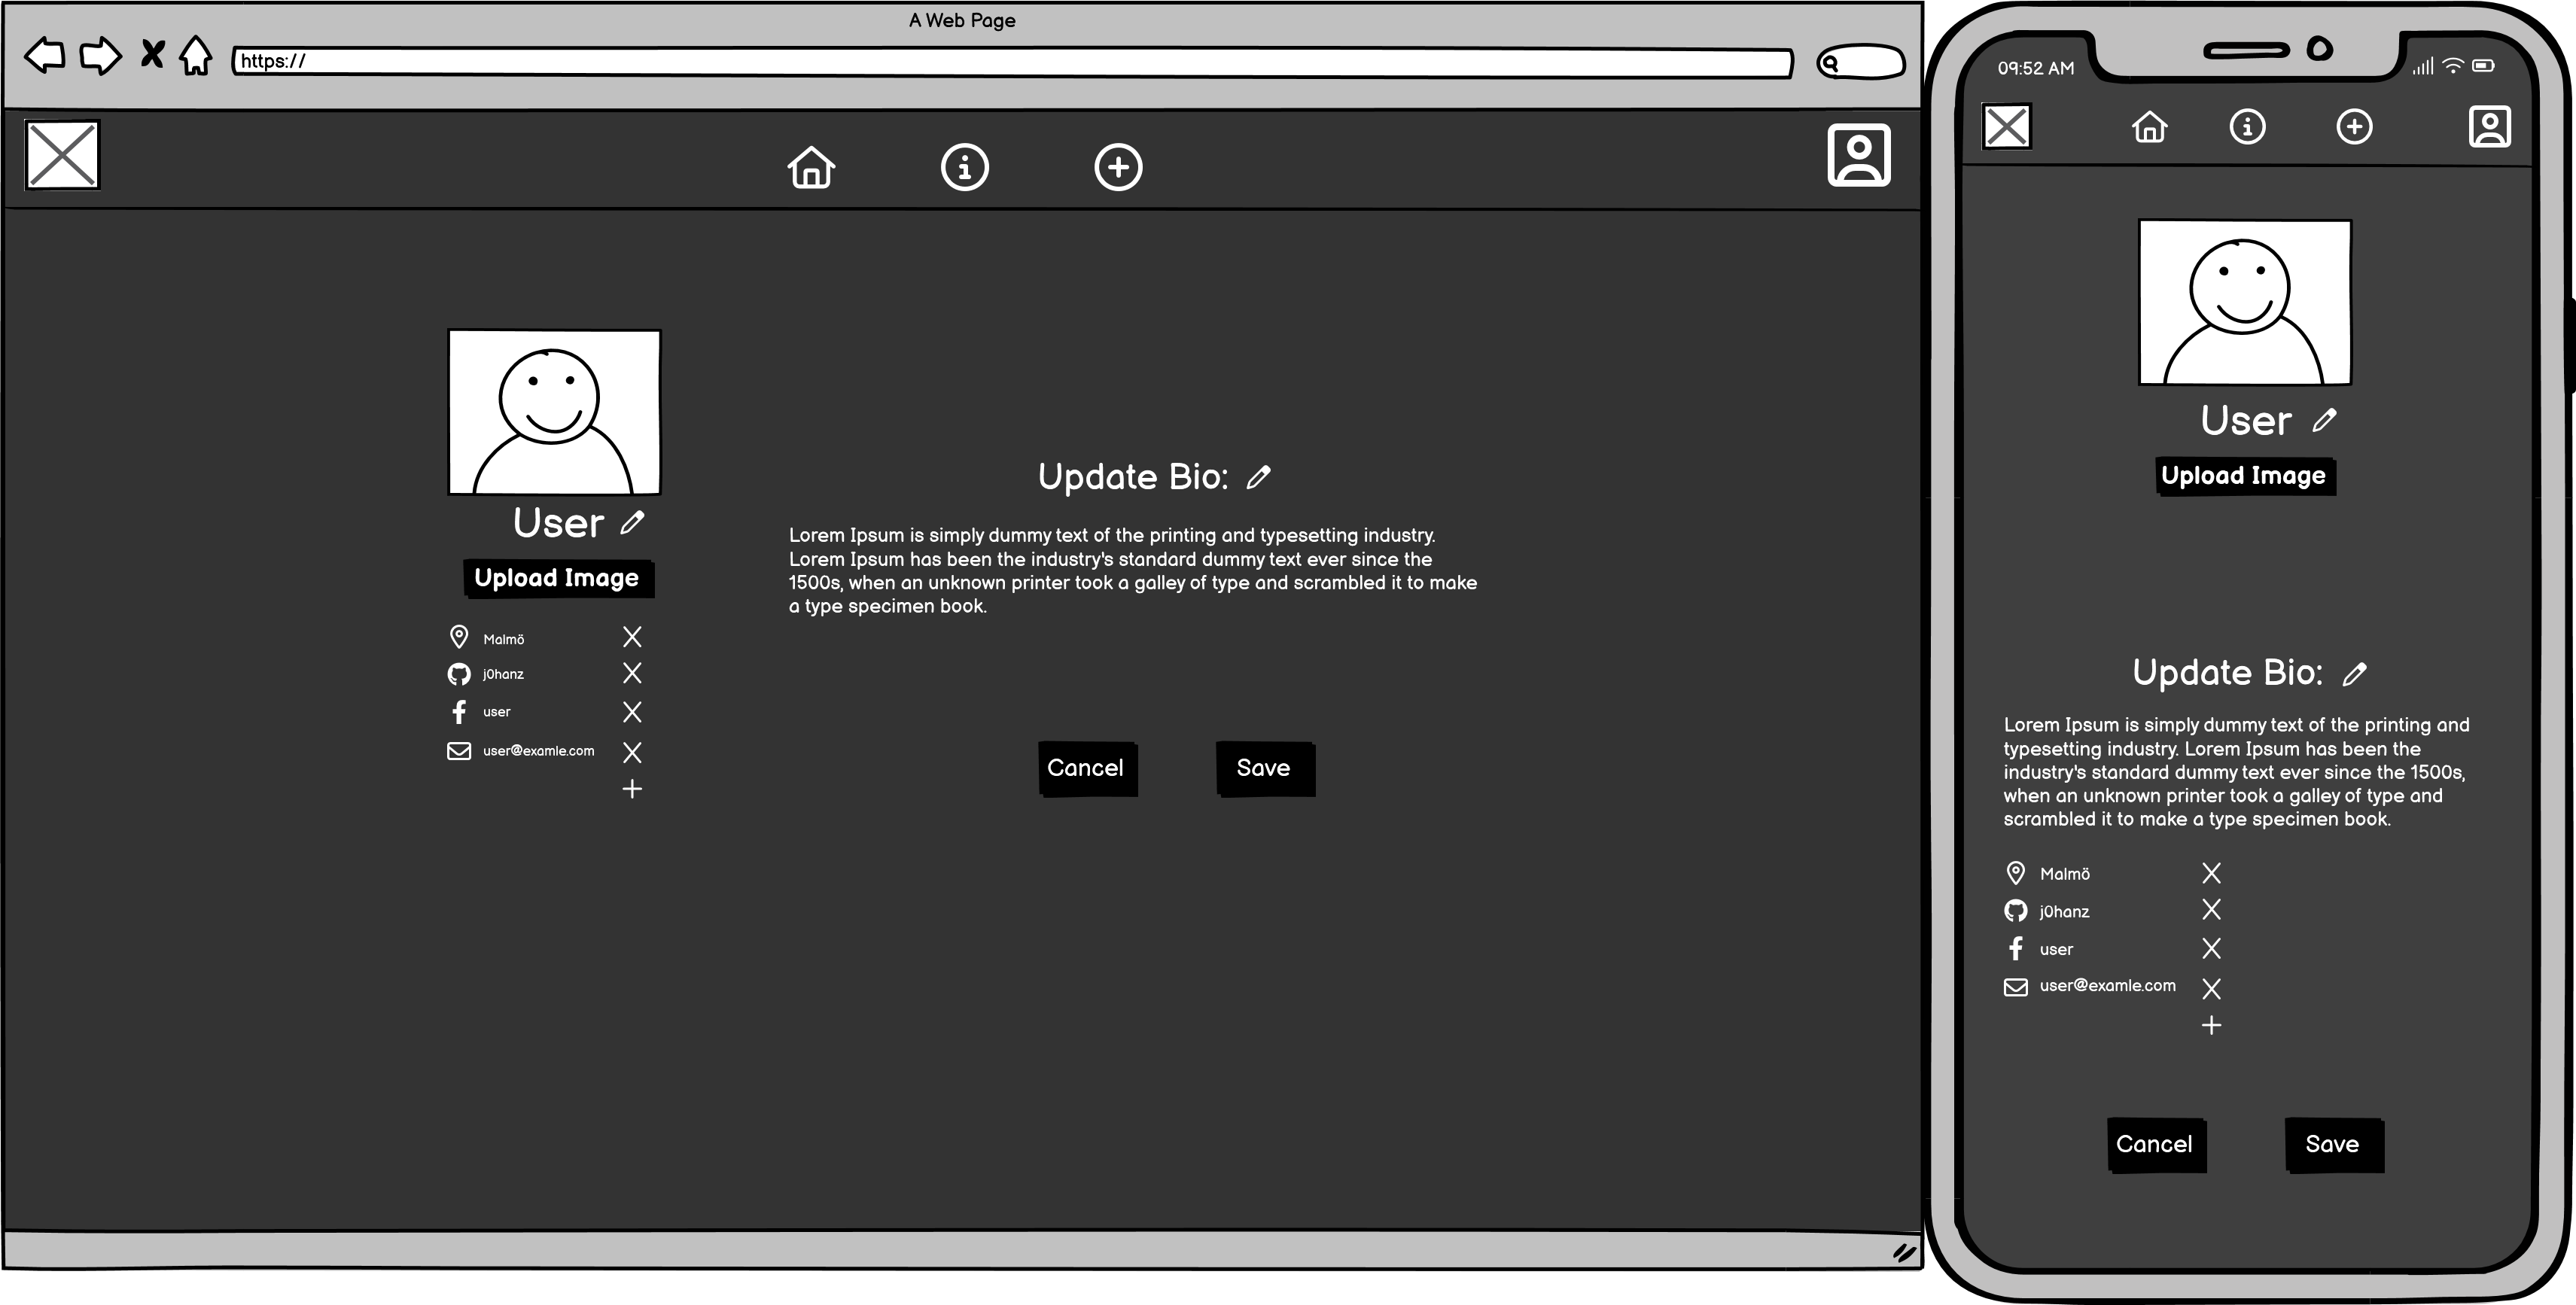 A Web Page
https://
User
Upload Image
Malmö
j0hanz
user
user@examle.com
Update Bio:
Lorem Ipsum is simply dummy text of the printing and typesetting industry.
Lorem Ipsum has been the industry's standard dummy text ever since the
1500s, when an unknown printer took a galley of type and scrambled it to make
a type specimen book.
Cancel
Save
09:52 AM
User
Upload Image
Update Bio:
Lorem Ipsum is simply dummy text of the printing and
typesetting industry. Lorem Ipsum has been the
industry's standard dummy text ever since the 1500s,
when an unknown printer took a galley of type and
scrambled it to make a type specimen book.
Malmö
j0hanz
user
user@examle.com
Cancel
Save